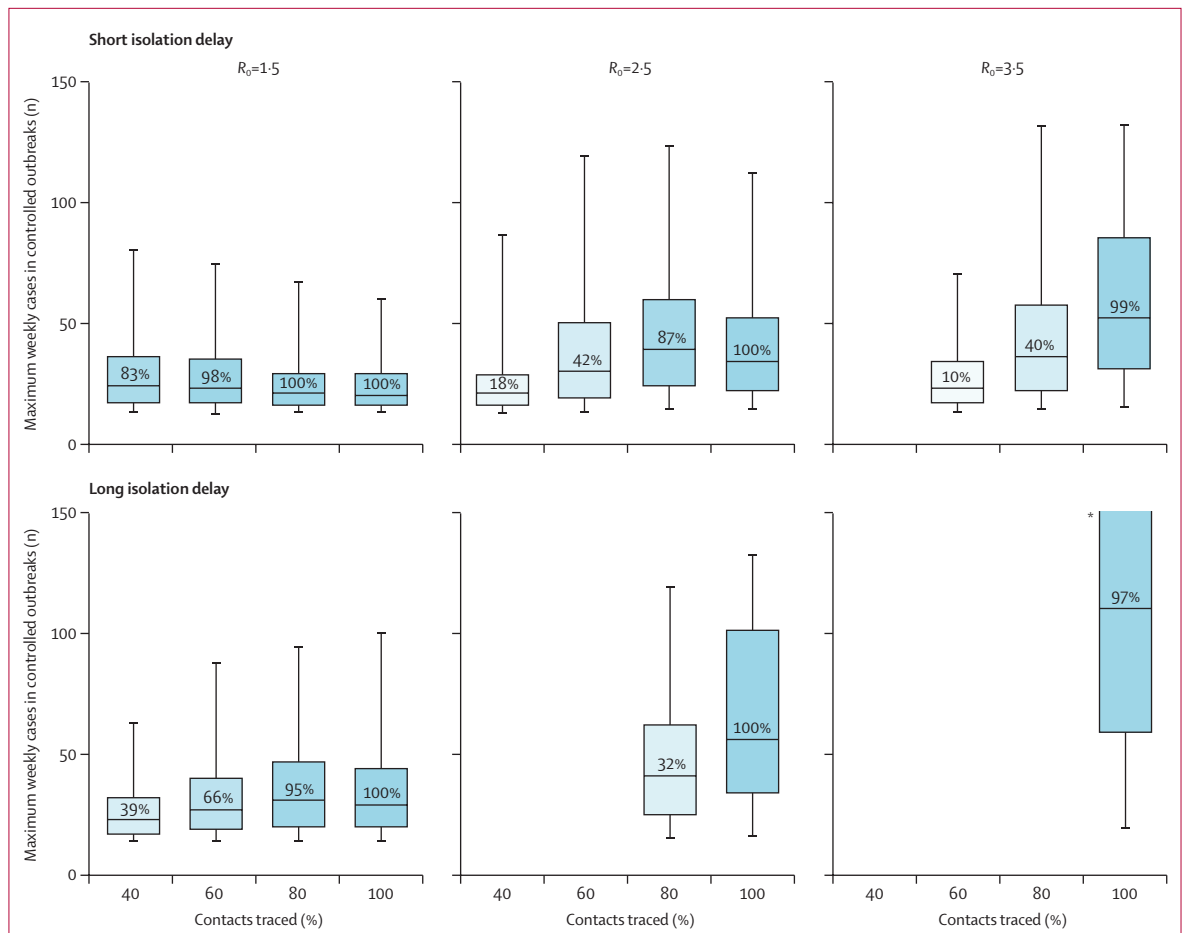 Short isolation delay
R₀=1·5
R₀=2·5
R₀=3·5
Maximum weekly cases in controlled outbreaks (n)
150
100
50
0
83%
98%
100%
100%
18%
42%
87%
100%
10%
40%
99%
Long isolation delay
Maximum weekly cases in controlled outbreaks (n)
150
100
50
0
39%
66%
95%
100%
32%
100%
*
97%
40 60 80 100
40 60 80 100
40 60 80 100
Contacts traced (%)
Contacts traced (%)
Contacts traced (%)